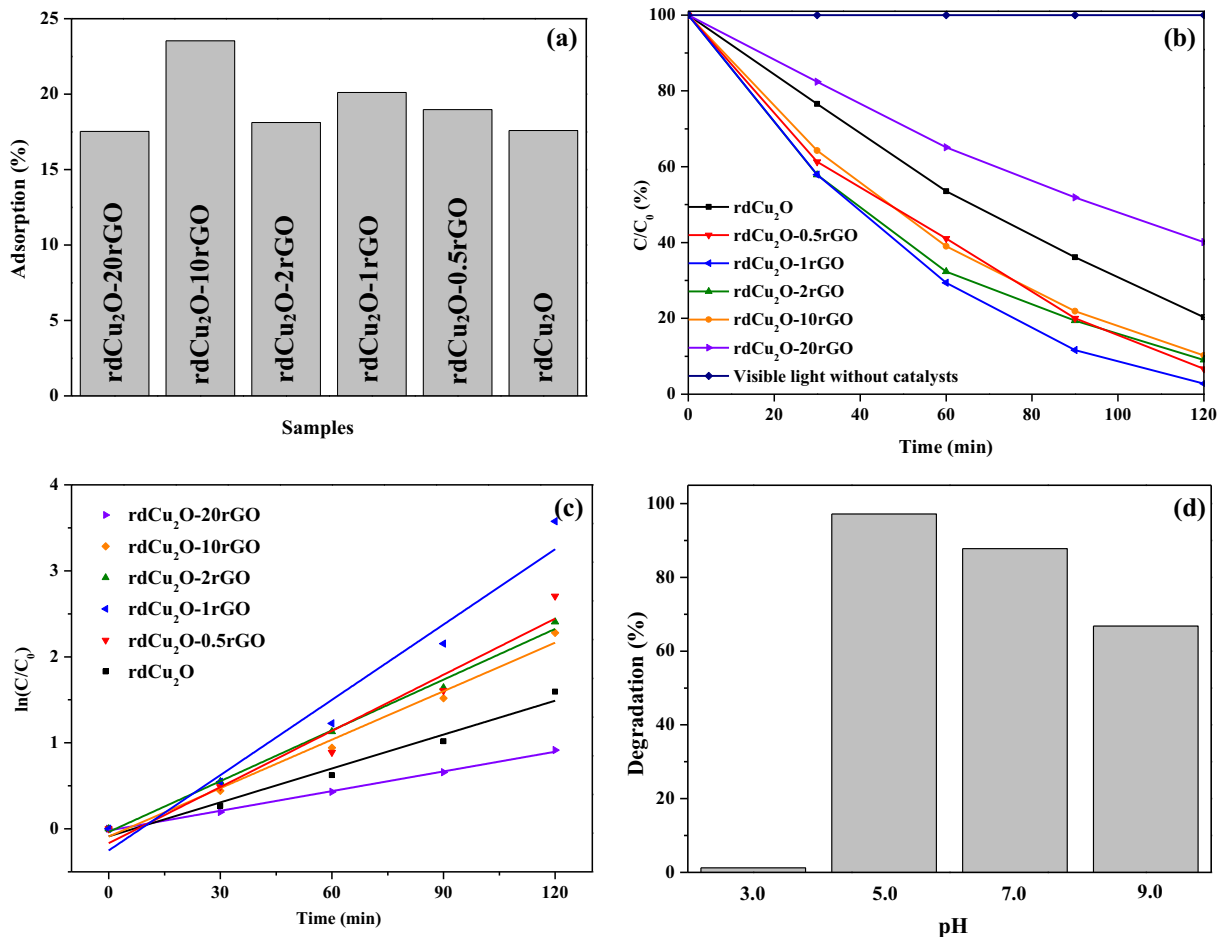 (a)
25
20
15
10
5
0
Adsorption (%)
rdCu₂O-20rGO
rdCu₂O-10rGO
rdCu₂O-2rGO
rdCu₂O-1rGO
rdCu₂O-0.5rGO
rdCu₂O
Samples
(b)
100
80
60
40
20
0
C/C₀ (%)
rdCu₂O
rdCu₂O-0.5rGO
rdCu₂O-1rGO
rdCu₂O-2rGO
rdCu₂O-10rGO
rdCu₂O-20rGO
Visible light without catalysts
0 20 40 60 80 100 120
Time (min)
(c)
4
3
2
1
0
ln(C/C₀)
rdCu₂O-20rGO
rdCu₂O-10rGO
rdCu₂O-2rGO
rdCu₂O-1rGO
rdCu₂O-0.5rGO
rdCu₂O
0 30 60 90 120
Time (min)
(d)
100
80
60
40
20
0
Degradation (%)
3.0 5.0 7.0 9.0
pH